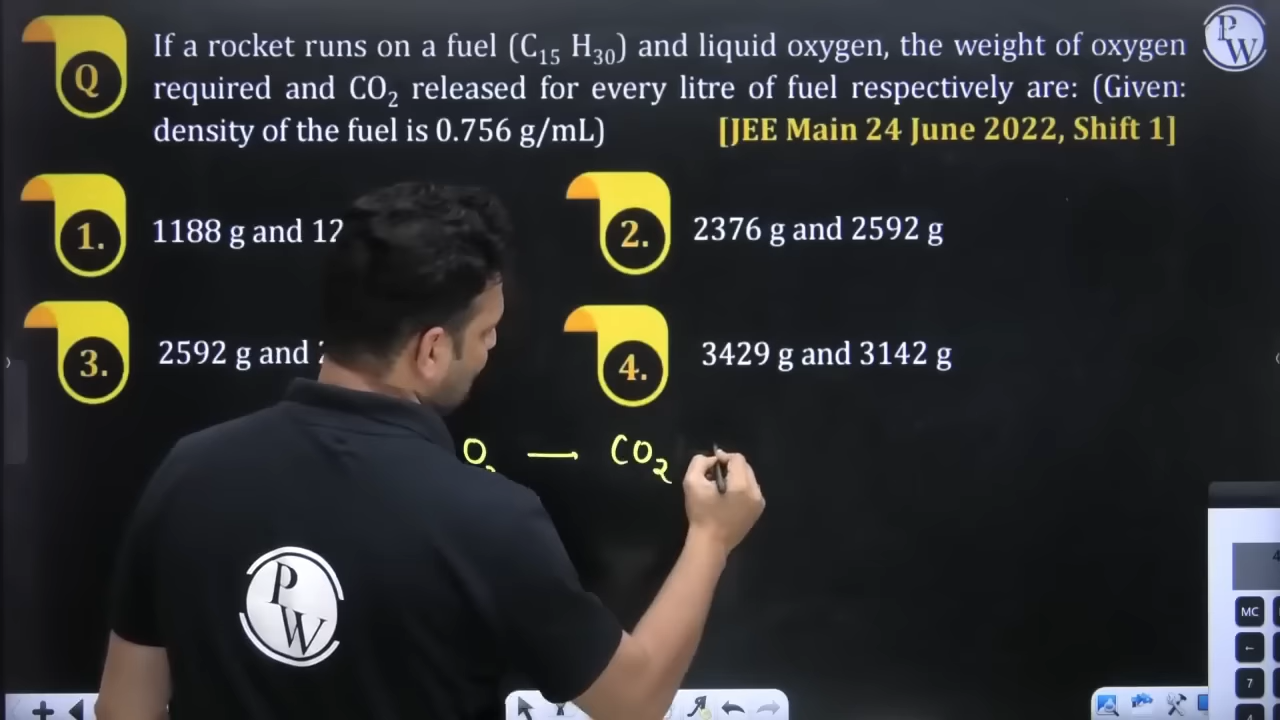 Q If a rocket runs on a fuel (C₁₅ H₃₀) and liquid oxygen, the weight of oxygen
required and CO₂ released for every litre of fuel respectively are: (Given:
density of the fuel is 0.756 g/mL) [JEE Main 24 June 2022, Shift 1]
PW
1. 1188 g and 12
2. 2376 g and 2592 g
3. 2592 g and
4. 3429 g and 3142 g
O₂ — CO₂
PW
MC
←
7